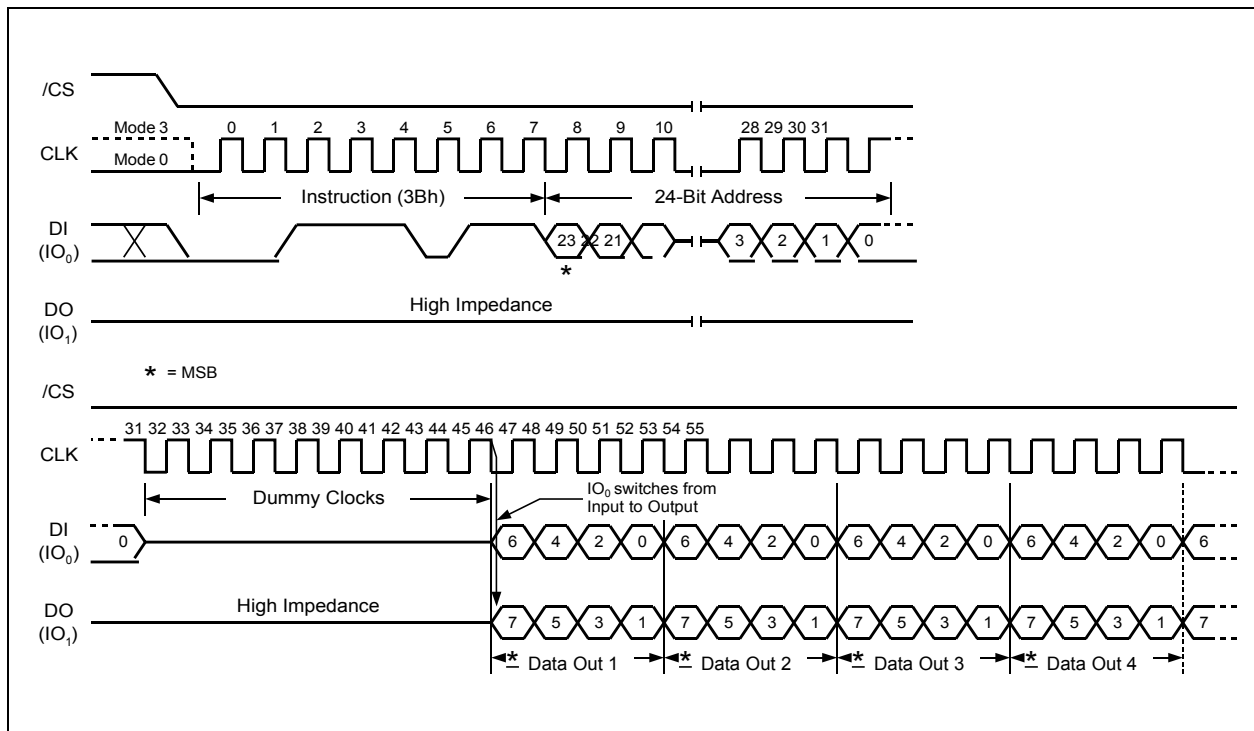 /CS
Mode 3 0 1 2 3 4 5 6 7 8 9 10 28 29 30 31
CLK
Mode 0
Instruction (3Bh) 24-Bit Address
DI
(IO0)
23 22 21 3 2 1 0
*
High Impedance
DO
(IO1)
* = MSB
/CS
31 32 33 34 35 36 37 38 39 40 41 42 43 44 45 46 47 48 49 50 51 52 53 54 55
CLK
Dummy Clocks
IO0 switches from
Input to Output
DI
(IO0)
0 6 4 2 0 6 4 2 0 6 4 2 0 6 4 2 0 6
High Impedance
DO
(IO1)
7 5 3 1 7 5 3 1 7 5 3 1 7 5 3 1 7
* Data Out 1 * Data Out 2 * Data Out 3 * Data Out 4